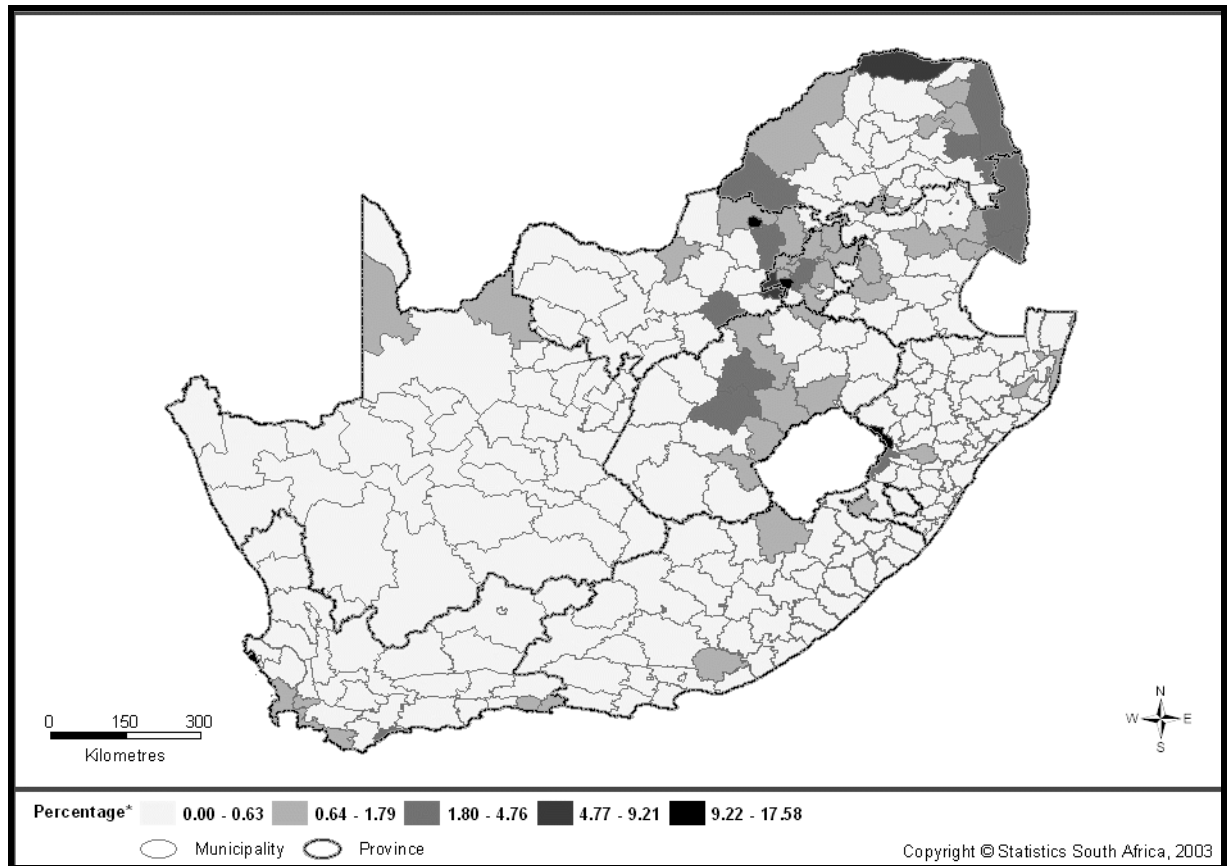 N
W E
S
0 150 300
Kilometres
Percentage* 0.00 - 0.63 0.64 - 1.79 1.80 - 4.76 4.77 - 9.21 9.22 - 17.58
Municipality Province
Copyright © Statistics South Africa, 2003